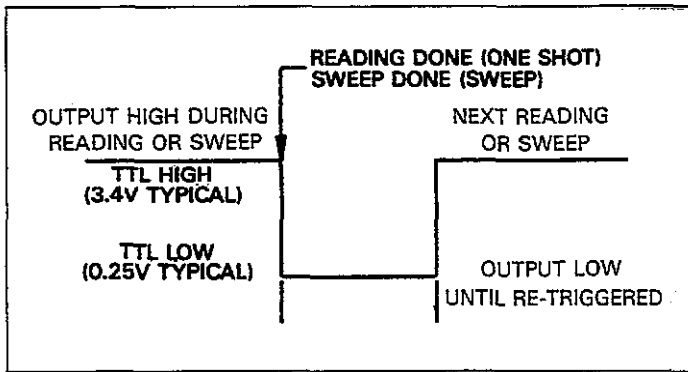 READING DONE (ONE SHOT)
SWEEP DONE (SWEEP)
OUTPUT HIGH DURING
READING OR SWEEP
NEXT READING
OR SWEEP
TTL HIGH
(3.4V TYPICAL)
TTL LOW
(0.25V TYPICAL)
OUTPUT LOW
UNTIL RE-TRIGGERED